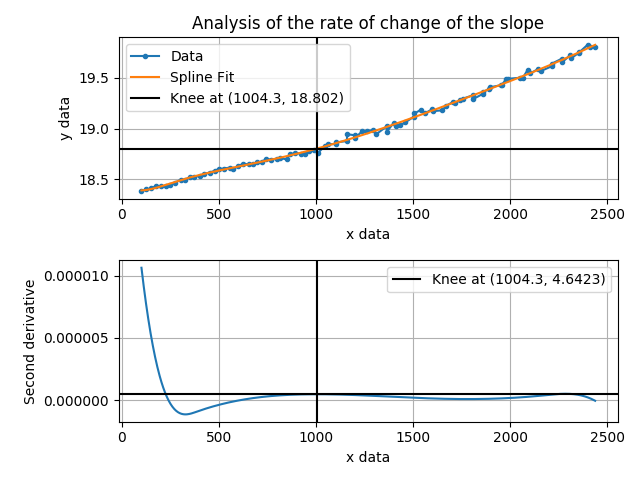 Analysis of the rate of change of the slope
Data
Spline Fit
Knee at (1004.3, 18.802)
y data
19.5
19.0
18.5
0 500 1000 1500 2000 2500
x data
Knee at (1004.3, 4.6423)
Second derivative
0.000010
0.000005
0.000000
0 500 1000 1500 2000 2500
x data